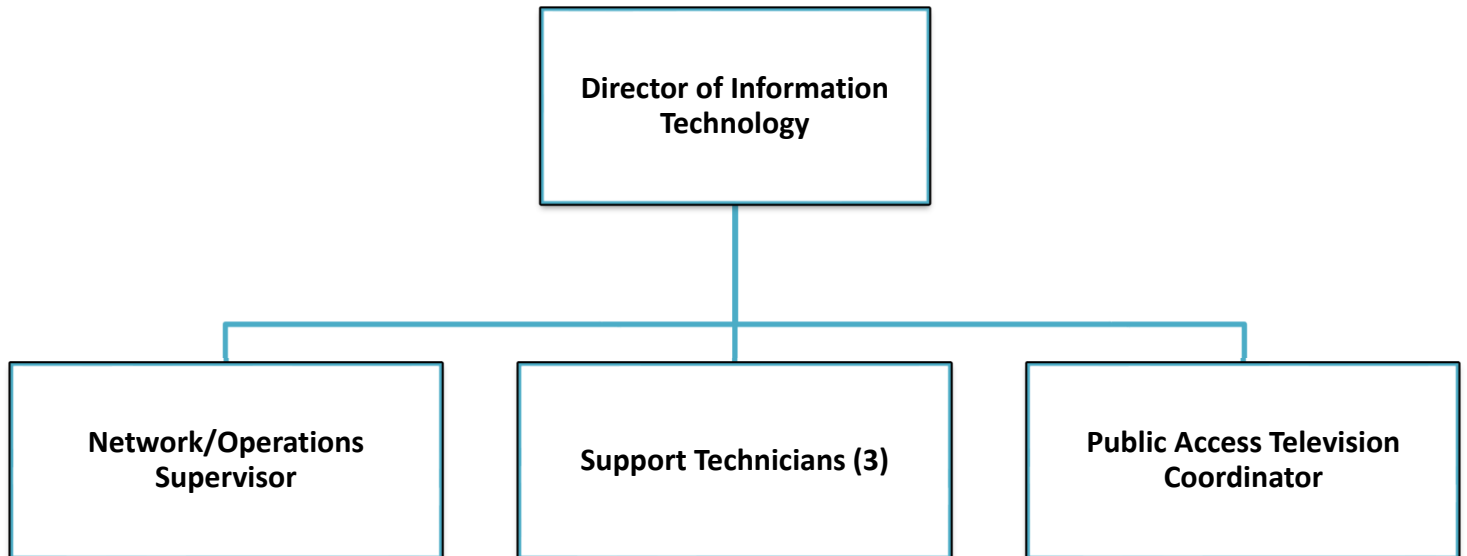 Director of Information
Technology
Network/Operations
Supervisor
Support Technicians (3)
Public Access Television
Coordinator